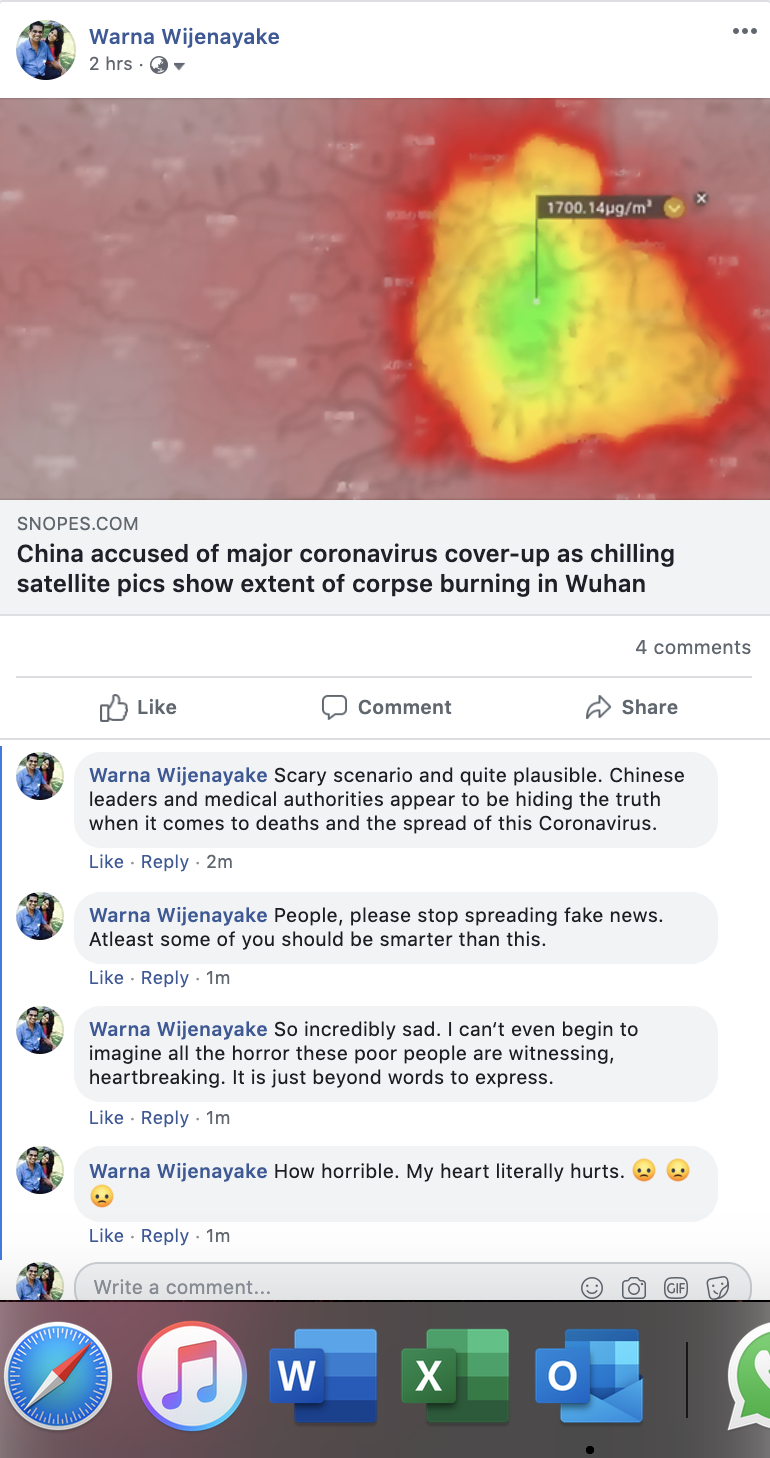 Warna Wijenayake
2 hrs ·
1700.14µg/m³
SNOPES.COM
China accused of major coronavirus cover-up as chilling
satellite pics show extent of corpse burning in Wuhan
4 comments
Like Comment Share
Warna Wijenayake Scary scenario and quite plausible. Chinese
leaders and medical authorities appear to be hiding the truth
when it comes to deaths and the spread of this Coronavirus.
Like · Reply · 2m
Warna Wijenayake People, please stop spreading fake news.
Atleast some of you should be smarter than this.
Like · Reply · 1m
Warna Wijenayake So incredibly sad. I can't even begin to
imagine all the horror these poor people are witnessing,
heartbreaking. It is just beyond words to express.
Like · Reply · 1m
Warna Wijenayake How horrible. My heart literally hurts. 😞 😞
😞
Like · Reply · 1m
Write a comment...
GIF
W X O